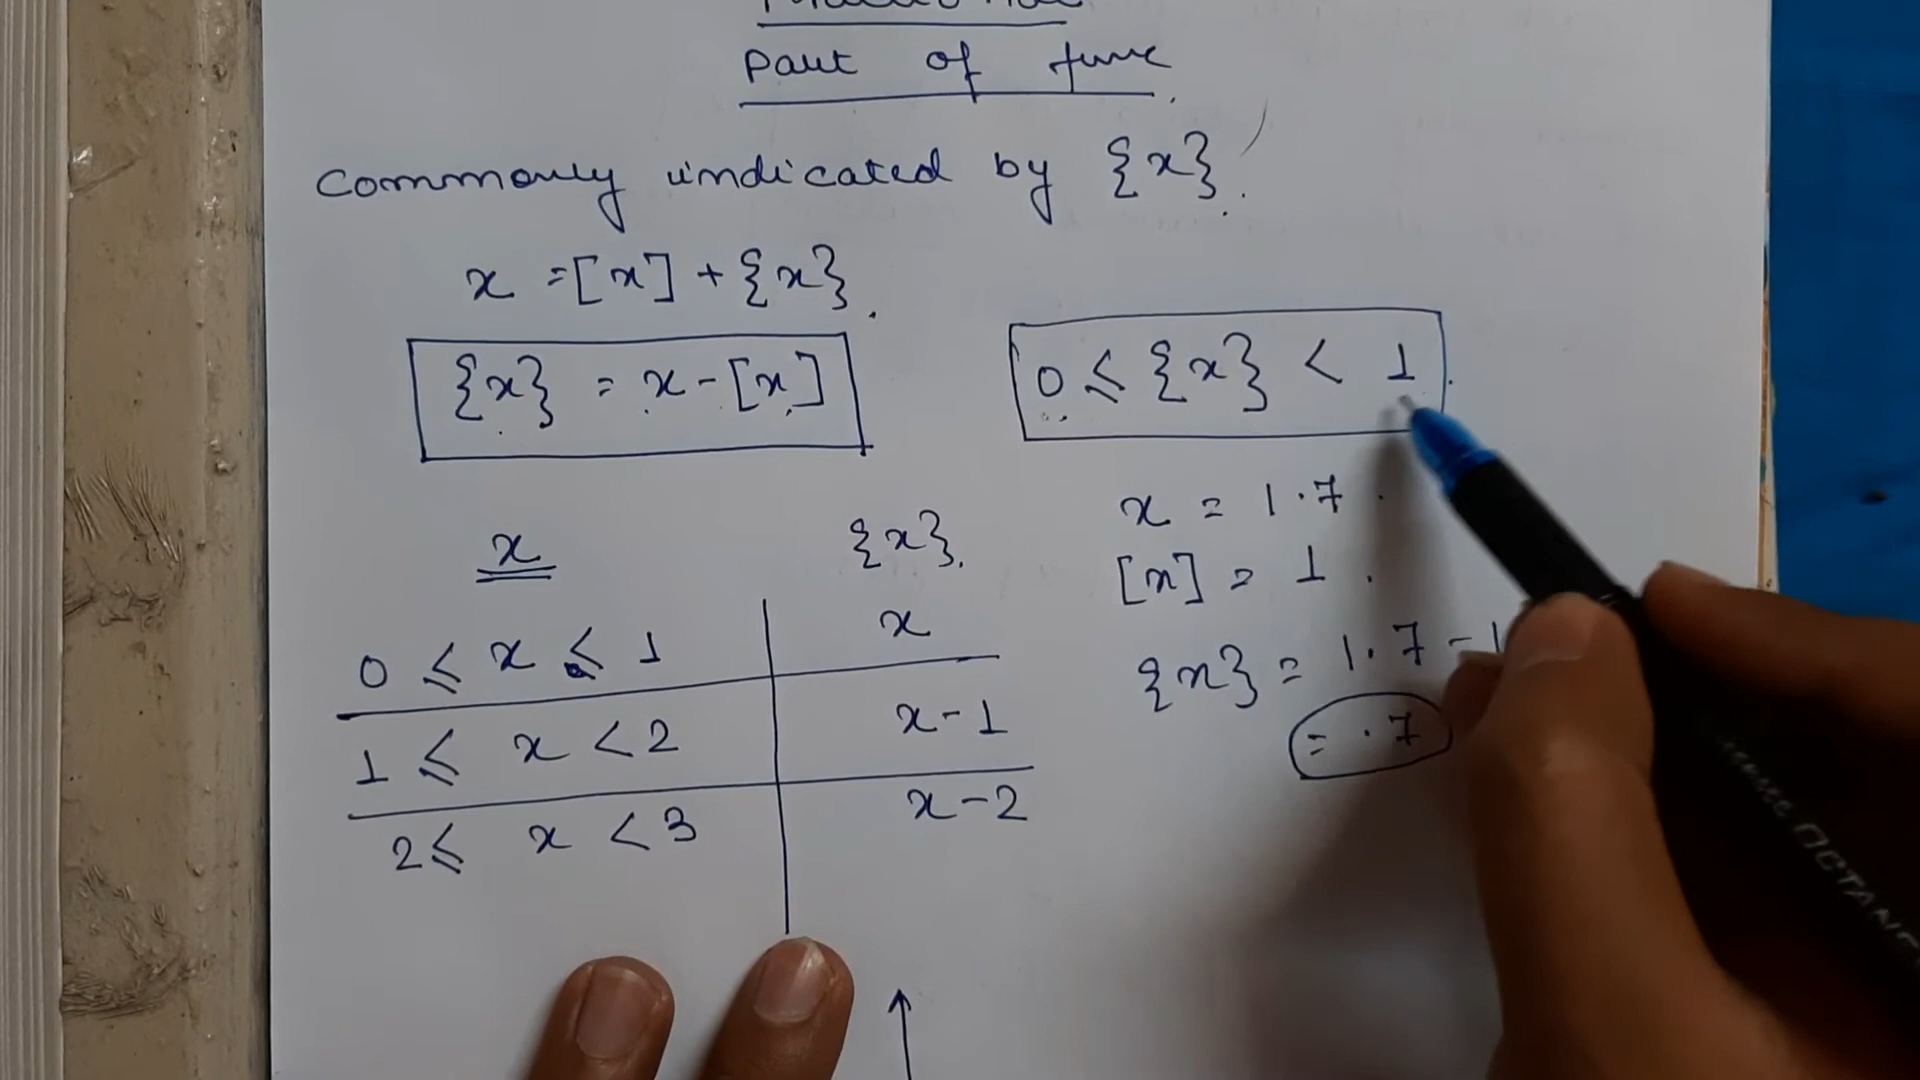 Part of func
Commonly indicated by {x}.
x = [x] + {x}.
{x} = x - [x]
0 ≤ {x} < 1.
x {x}.
0 ≤ x ≤ 1 x
1 ≤ x < 2 x-1
2 ≤ x < 3 x-2
x = 1.7.
[x] = 1.
{x} = 1.7-1
= .7